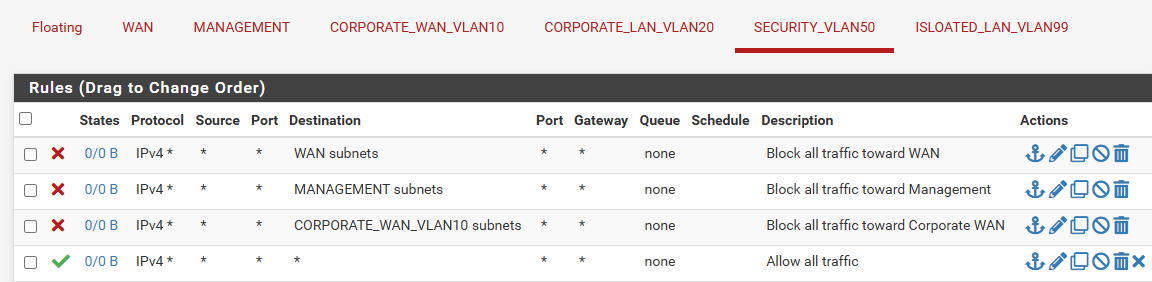 Floating WAN MANAGEMENT CORPORATE_WAN_VLAN10 CORPORATE_LAN_VLAN20 SECURITY_VLAN50 ISLOATED_LAN_VLAN99
Rules (Drag to Change Order)
States Protocol Source Port Destination Port Gateway Queue Schedule Description Actions
0/0 B IPv4 * * * WAN subnets * * none Block all traffic toward WAN
0/0 B IPv4 * * * MANAGEMENT subnets * * none Block all traffic toward Management
0/0 B IPv4 * * * CORPORATE_WAN_VLAN10 subnets * * none Block all traffic toward Corporate WAN
0/0 B IPv4 * * * * * * none Allow all traffic